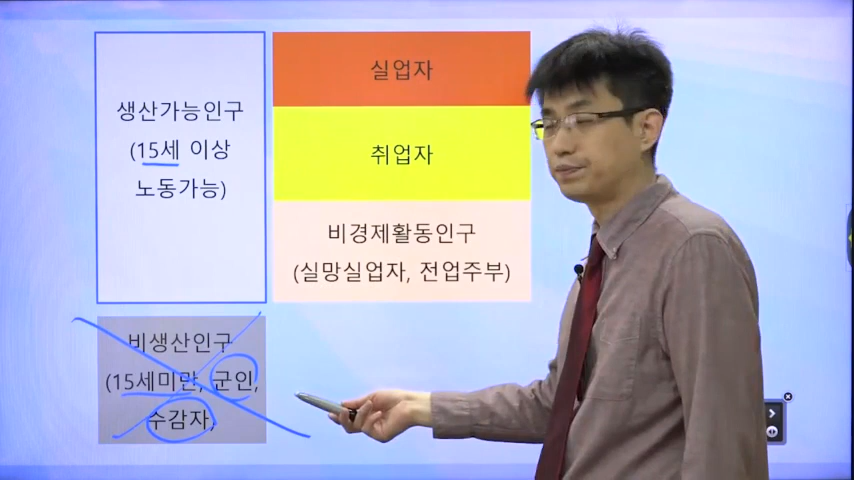 생산가능인구
(15세 이상
노동가능)
실업자
취업자
비경제활동인구
(실망실업자, 전업주부)
비생산인구
(15세미만, 군인,
수감자,